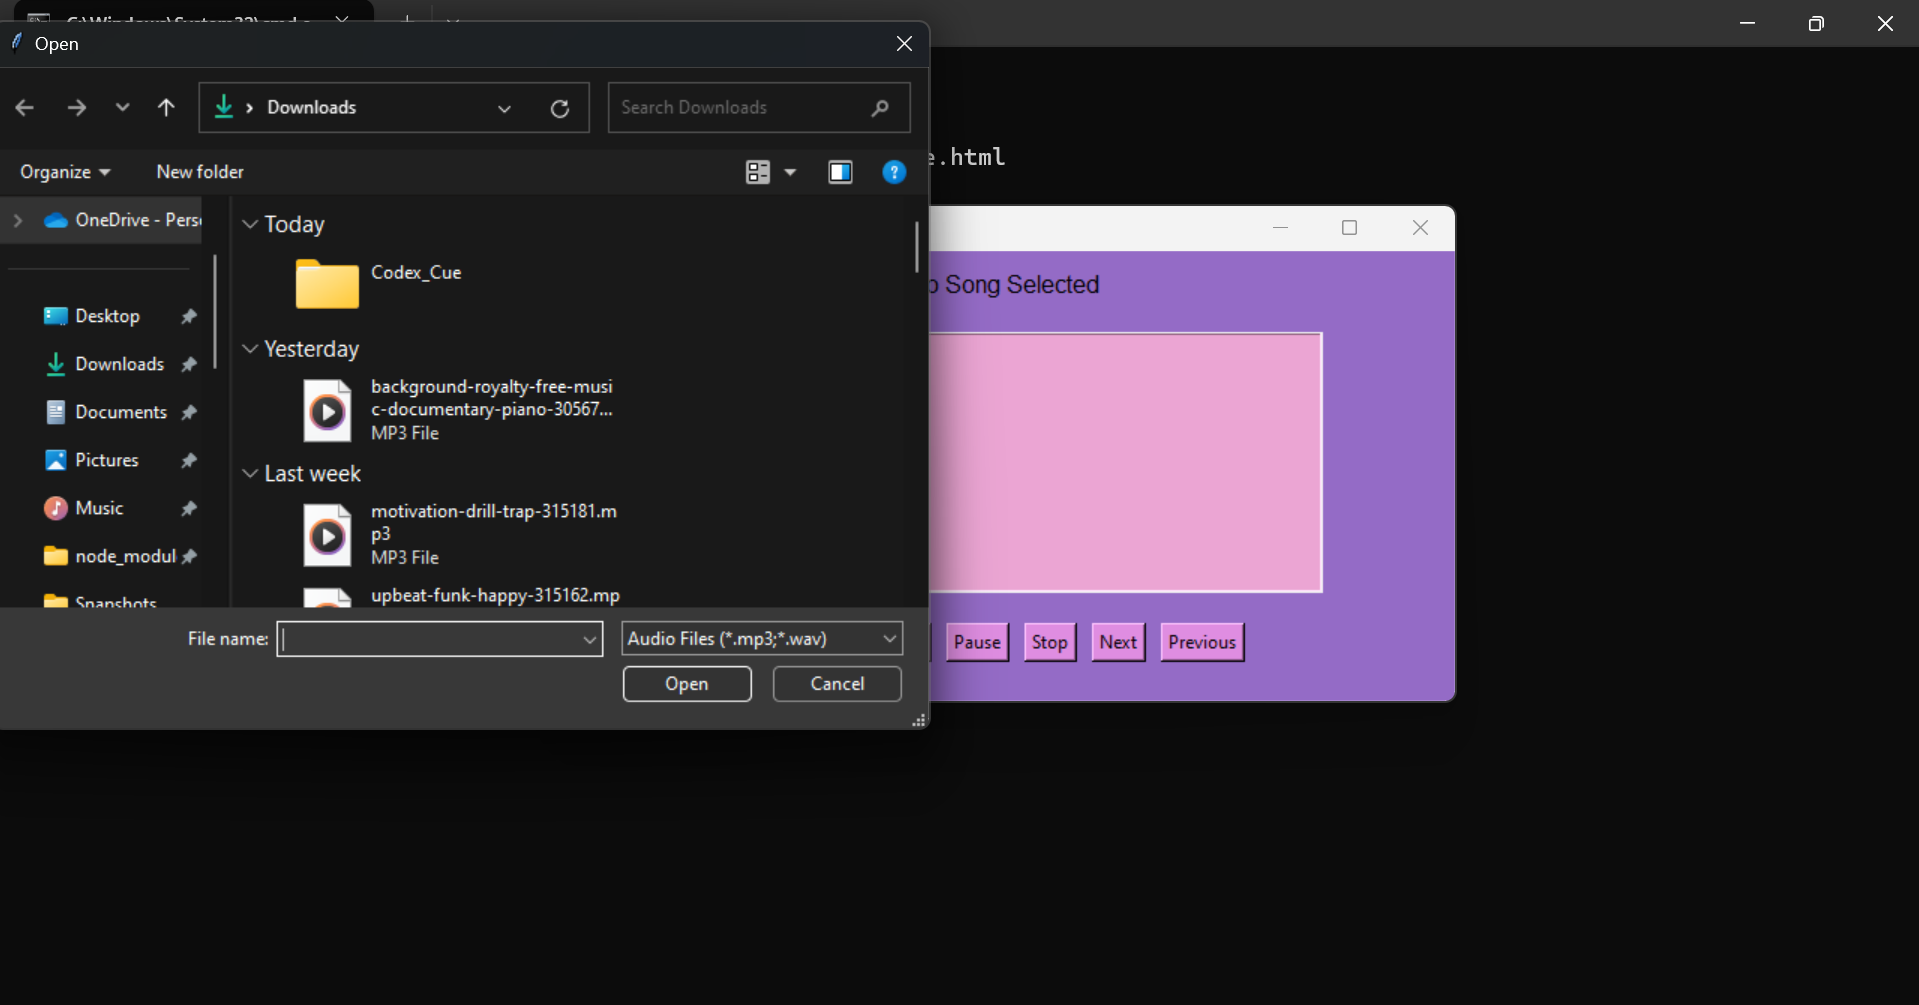 Open
Downloads
Search Downloads
Organize
New folder
.html
OneDrive - Pers
Today
Codex_Cue
Song Selected
Desktop
Yesterday
Downloads
background-royalty-free-musi
c-documentary-piano-30567...
MP3 File
Documents
Pictures
Last week
Music
motivation-drill-trap-315181.m
p3
MP3 File
node_modul
upbeat-funk-happy-315162.mp
Snapshots
File name:
Audio Files (*.mp3;*.wav)
Pause
Stop
Next
Previous
Open
Cancel